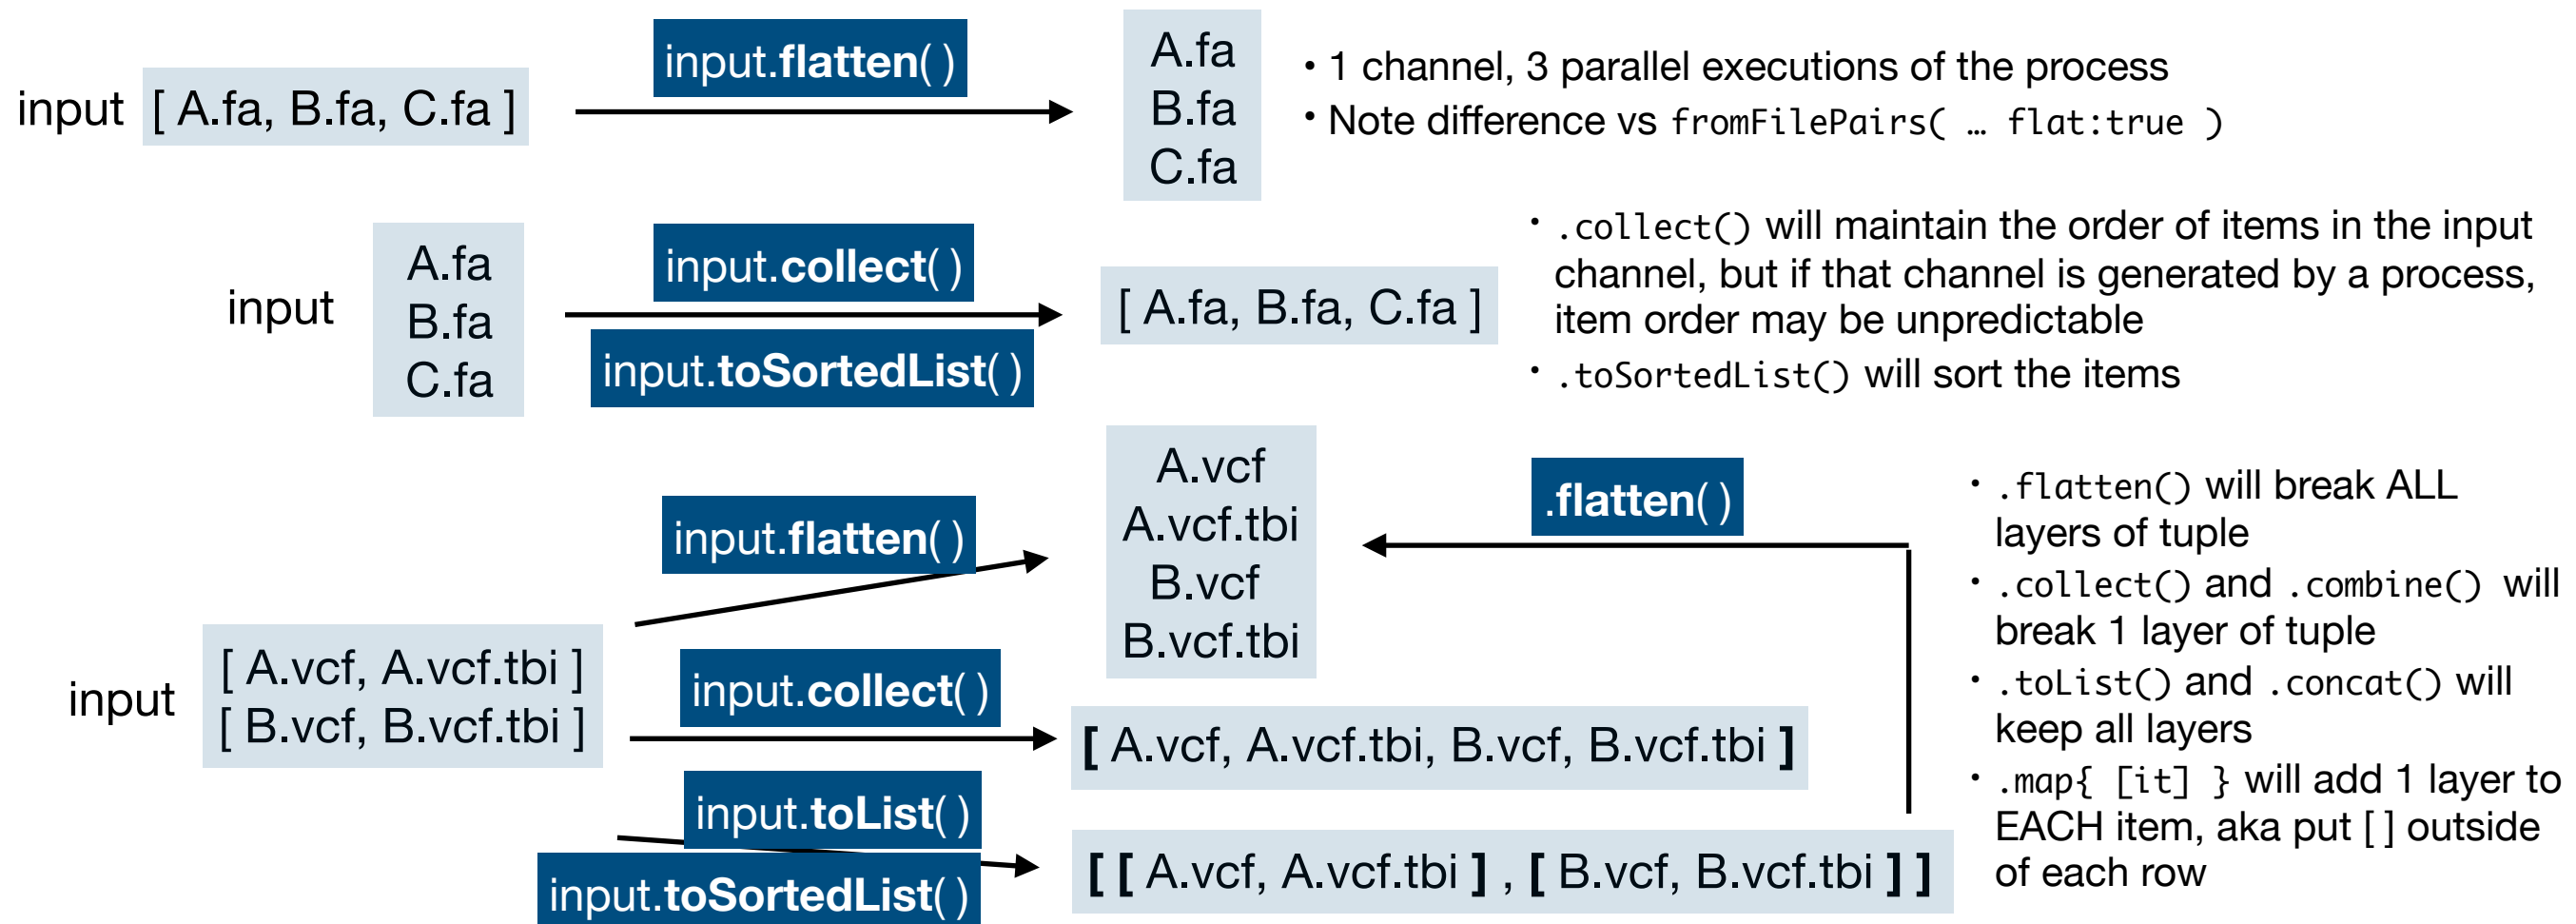 input
[ A.fa, B.fa, C.fa ]
input.flatten( )
A.fa
B.fa
C.fa
• 1 channel, 3 parallel executions of the process
• Note difference vs fromFilePairs( … flat:true )
input
A.fa
B.fa
C.fa
input.collect( )
input.toSortedList( )
[ A.fa, B.fa, C.fa ]
• .collect() will maintain the order of items in the input
channel, but if that channel is generated by a process,
item order may be unpredictable
• .toSortedList() will sort the items
input
[ A.vcf, A.vcf.tbi ]
[ B.vcf, B.vcf.tbi ]
input.flatten( )
A.vcf
A.vcf.tbi
B.vcf
B.vcf.tbi
.flatten( )
input.collect( )
[ A.vcf, A.vcf.tbi, B.vcf, B.vcf.tbi ]
input.toList( )
input.toSortedList( )
[ [ A.vcf, A.vcf.tbi ] , [ B.vcf, B.vcf.tbi ] ]
• .flatten() will break ALL
layers of tuple
• .collect() and .combine() will
break 1 layer of tuple
• .toList() and .concat() will
keep all layers
• .map{ [it] } will add 1 layer to
EACH item, aka put [ ] outside
of each row